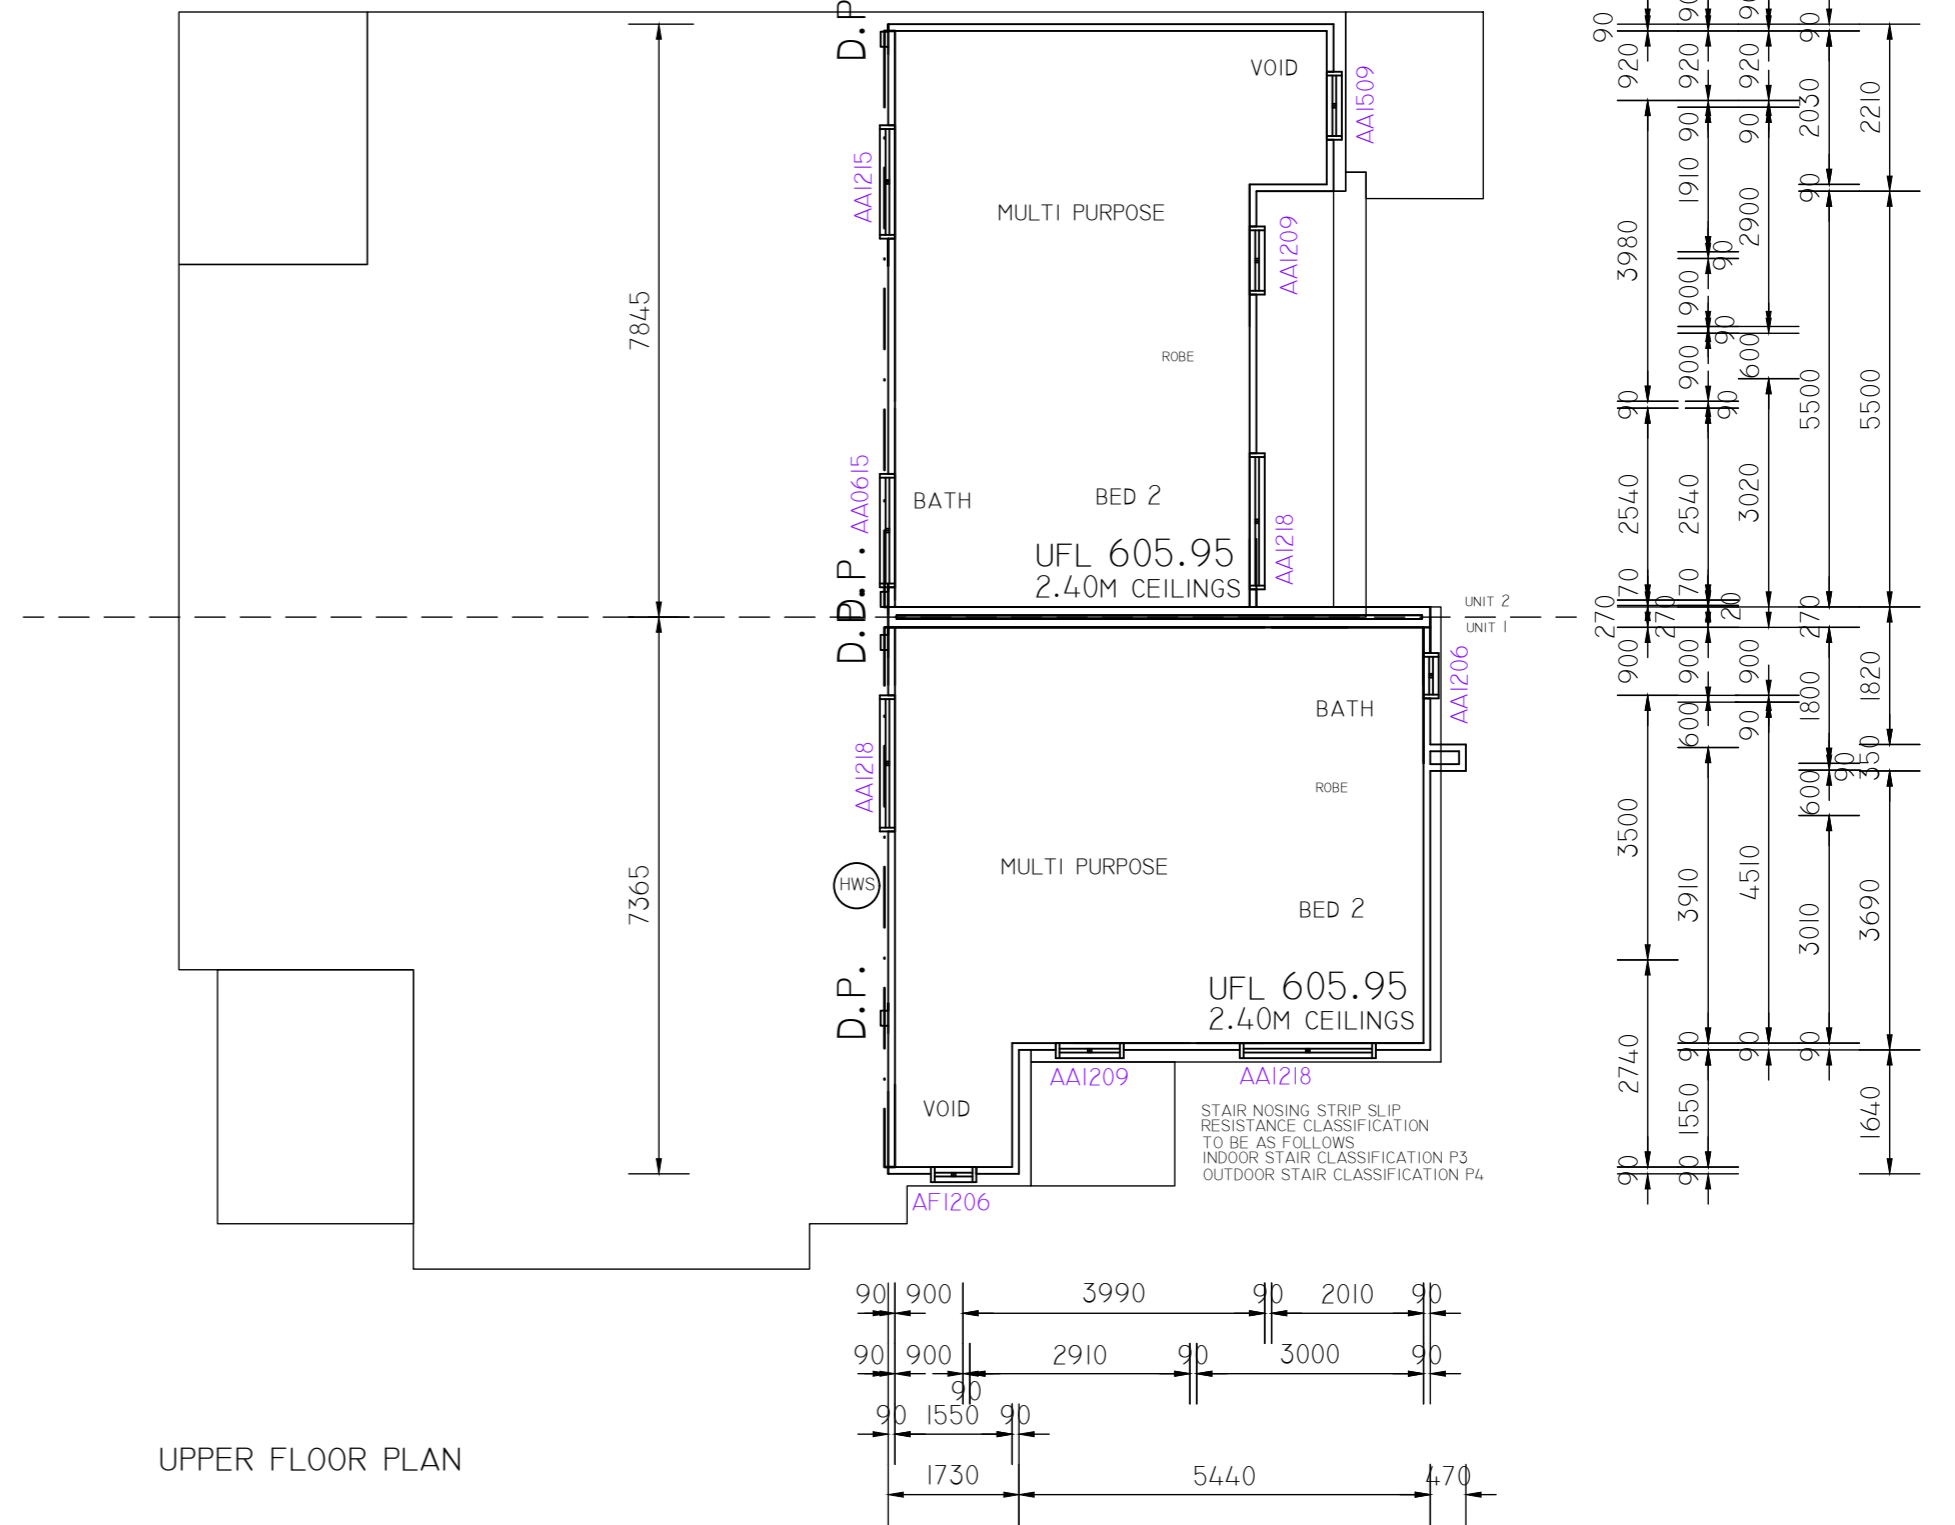 D.P
VOID
AA1509
AA1215
MULTI PURPOSE
AA1209
7845
ROBE
AA0615
BATH
BED 2
AA1218
UFL 605.95
2.40M CEILINGS
D.P.
UNIT 2
UNIT 1
D.P.
AA1206
BATH
AA1218
ROBE
MULTI PURPOSE
7365
HWS
BED 2
UFL 605.95
2.40M CEILINGS
D.P.
AA1209
AA1218
VOID
STAIR NOSING STRIP SLIP
RESISTANCE CLASSIFICATION
TO BE AS FOLLOWS
INDOOR STAIR CLASSIFICATION P3
OUTDOOR STAIR CLASSIFICATION P4
AF1206
90 920 3980 90 2540 70 270 900 3500 2740 90
90 920 90 1910 90 900 90 900 90 2540 70 270 900 600 3910 90 1550 90
90 920 90 2900 600 3020 20 900 90 4510 90
90 2030 90 5500 270 1800 90 600 3010 90
2210 5500 1820 350 3690 1640
90 900 3990 90 2010 90
90 900 90 2910 90 3000 90
90 1550 90
1730 5440 470
UPPER FLOOR PLAN